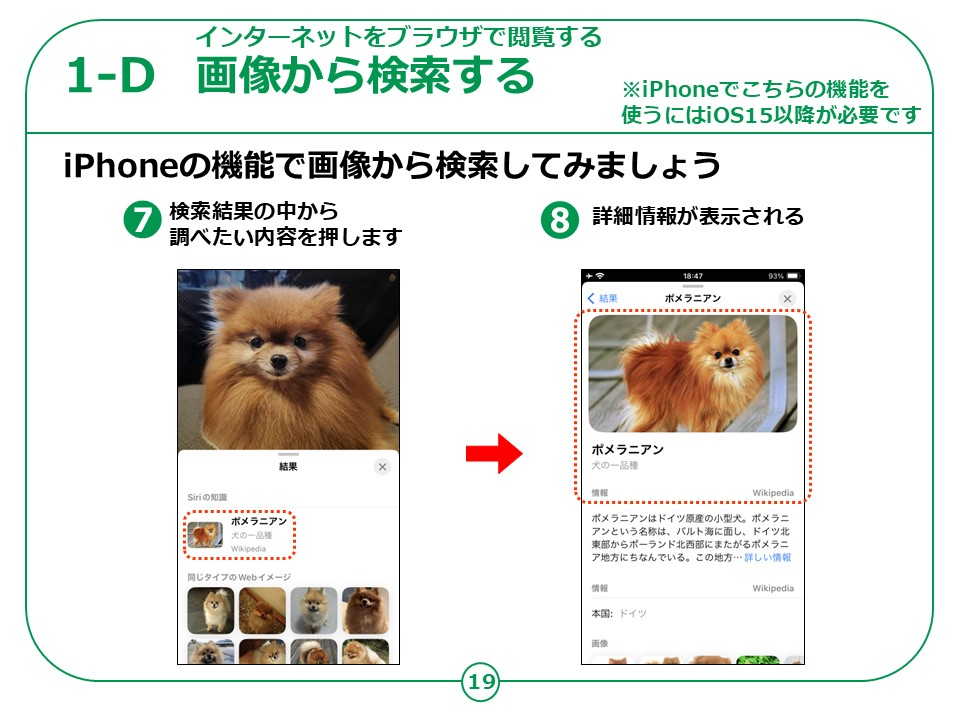 インターネットをブラウザで閲覧する
1-D 画像から検索する
※iPhoneでこちらの機能を
使うにはiOS15以降が必要です
iPhoneの機能で画像から検索してみましょう
7 検索結果の中から
調べたい内容を押します
結果
Siriの知識
ポメラニアン
犬の一品種
Wikipedia
同じタイプのWebイメージ
8 詳細情報が表示される
18:47 93%
結果 ポメラニアン
ポメラニアン
犬の一品種
情報 Wikipedia
ポメラニアンはドイツ原産の小型犬。ポメラニ
アンという名称は、バルト海に面し、ドイツ北
東部からポーランド北西部にまたがるポメラニ
ア地方にちなんでいる。この地方… 詳しい情報
情報 Wikipedia
本国: ドイツ
画像
19